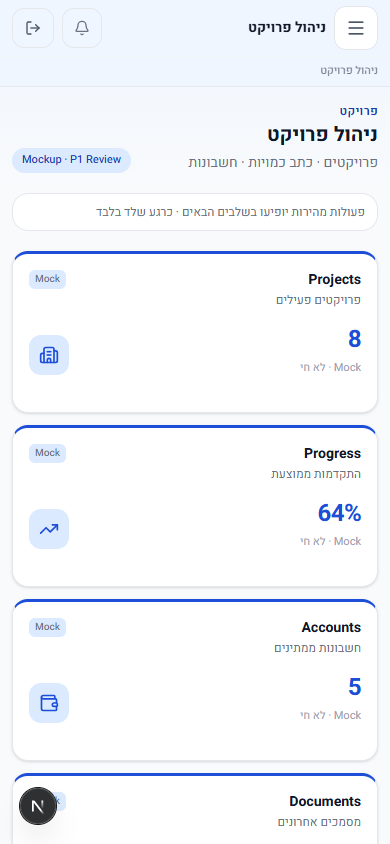 ניהול פרויקט
ניהול פרויקט
פרויקט
ניהול פרויקט
פרויקטים · כתב כמויות · חשבונות
Mockup · P1 Review
פעולות מהירות יופיעו בשלבים הבאים · כרגע שלד בלבד
Projects
Mock
פרויקטים פעילים
8
Mock · לא חי
Progress
Mock
התקדמות ממוצעת
64%
Mock · לא חי
Accounts
Mock
חשבונות ממתינים
5
Mock · לא חי
Documents
מסמכים אחרונים
N